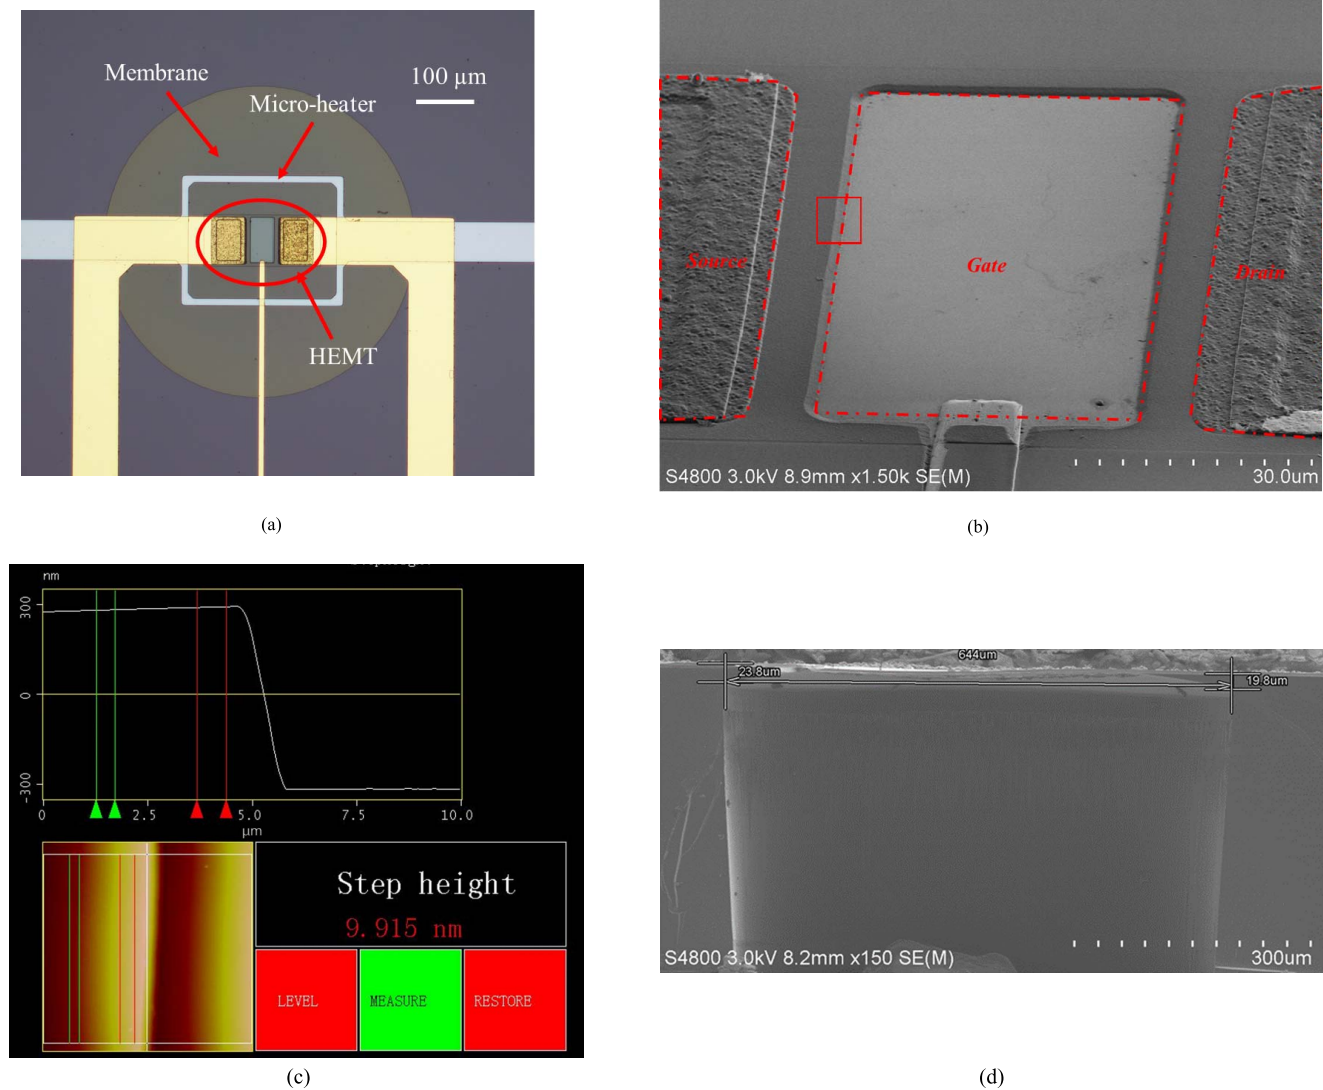 Membrane
100 µm
Micro-heater
HEMT
(a)
Source
Gate
Drain
S4800 3.0kV 8.9mm x1.50k SE(M)
30.0um
(b)
nm
300
0
-300
0
2.5
5.0
7.5
10.0
µm
Step height
9.915 nm
LEVEL
MEASURE
RESTORE
(c)
644um
23.8um
19.8um
S4800 3.0kV 8.2mm x150 SE(M)
300um
(d)